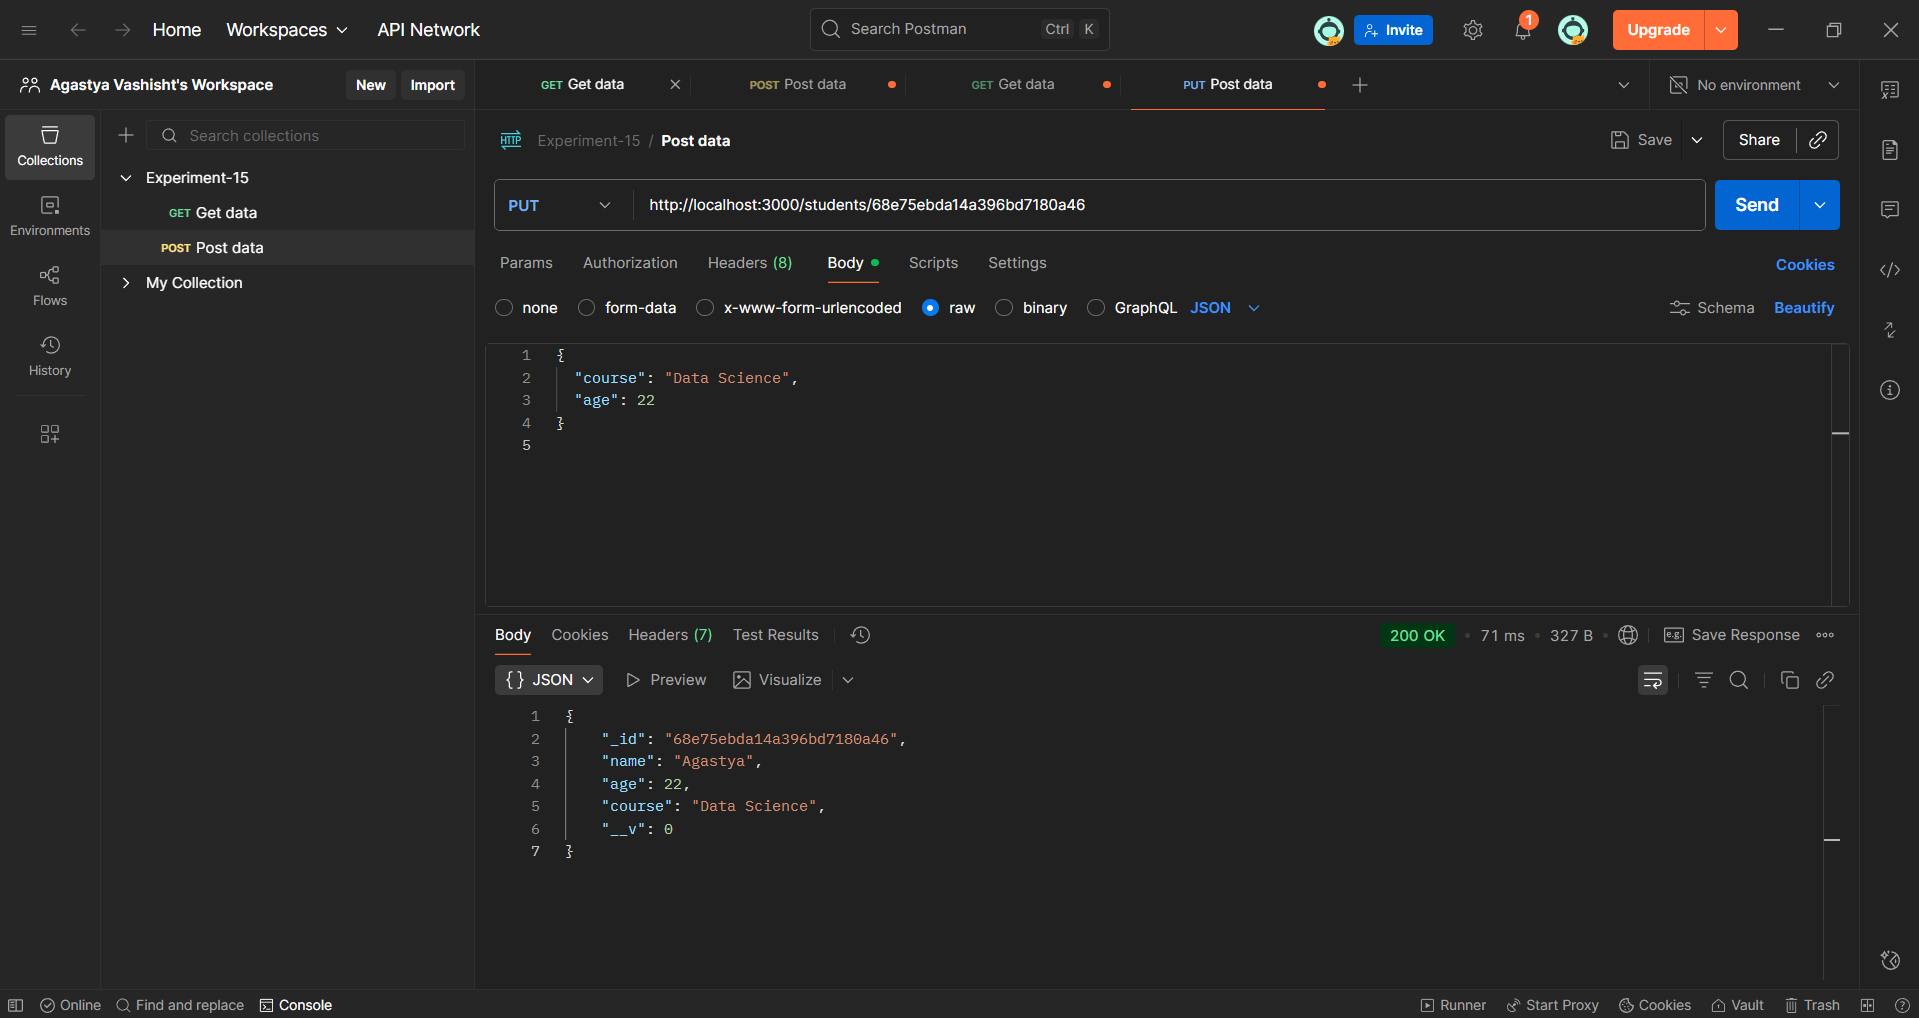 Home Workspaces API Network Search Postman Ctrl K Invite 1 Upgrade
Agastya Vashisht's Workspace New Import GET Get data POST Post data GET Get data PUT Post data No environment
Collections
Environments
Flows
History
Search collections
Experiment-15
GET Get data
POST Post data
My Collection
HTTP Experiment-15 / Post data Save Share
PUT http://localhost:3000/students/68e75ebda14a396bd7180a46 Send
Params Authorization Headers (8) Body Scripts Settings Cookies
none form-data x-www-form-urlencoded raw binary GraphQL JSON Schema Beautify
1 {
2 "course": "Data Science",
3 "age": 22
4 }
5
Body Cookies Headers (7) Test Results 200 OK 71 ms 327 B e.g. Save Response
{} JSON Preview Visualize
1 {
2 "_id": "68e75ebda14a396bd7180a46",
3 "name": "Agastya",
4 "age": 22,
5 "course": "Data Science",
6 "__v": 0
7 }
Online Find and replace Console Runner Start Proxy Cookies Vault Trash